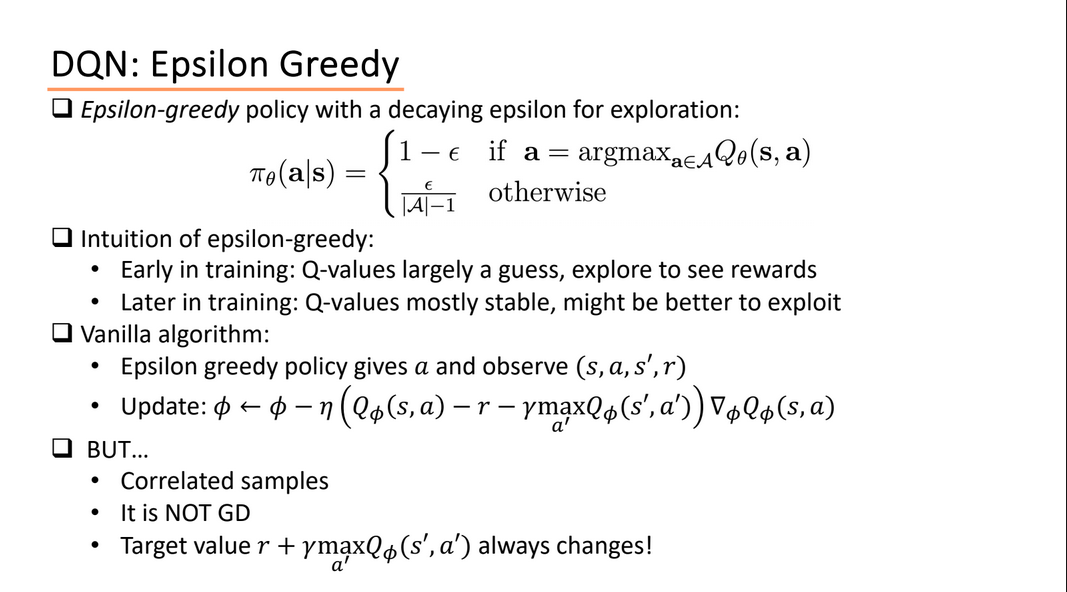 DQN: Epsilon Greedy
❑ Epsilon-greedy policy with a decaying epsilon for exploration:
π_θ(a|s) = { 1 − ϵ if a = argmax_{a∈𝒜} Q_θ(s, a)
ϵ/(|𝒜|−1) otherwise
❑ Intuition of epsilon-greedy:
• Early in training: Q-values largely a guess, explore to see rewards
• Later in training: Q-values mostly stable, might be better to exploit
❑ Vanilla algorithm:
• Epsilon greedy policy gives a and observe (s, a, s′, r)
• Update: ϕ ← ϕ − η (Q_ϕ(s, a) − r − γ max_{a′} Q_ϕ(s′, a′)) ∇_ϕ Q_ϕ(s, a)
❑ BUT…
• Correlated samples
• It is NOT GD
• Target value r + γ max_{a′} Q_ϕ(s′, a′) always changes!